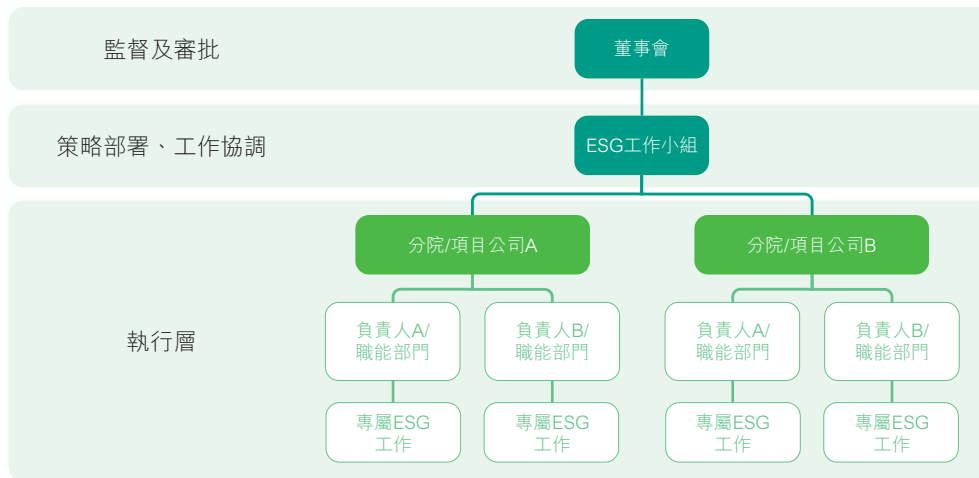 監督及審批
董事會
策略部署、工作協調
ESG工作小組
分院/項目公司A
分院/項目公司B
執行層
負責人A/
職能部門
負責人B/
職能部門
負責人A/
職能部門
負責人B/
職能部門
專屬ESG
工作
專屬ESG
工作
專屬ESG
工作
專屬ESG
工作